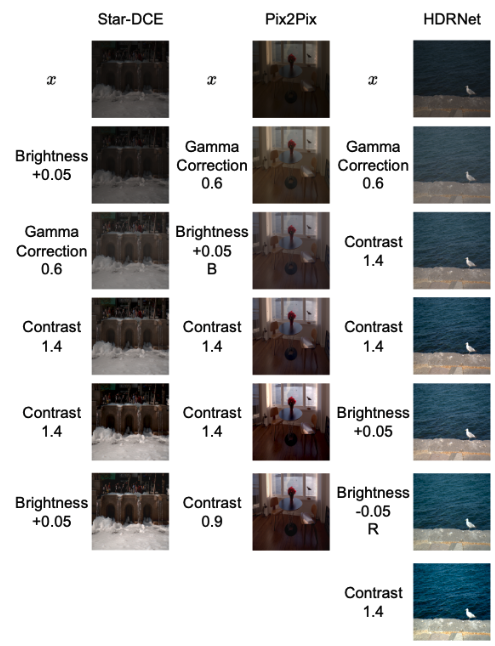 Star-DCE Pix2Pix HDRNet
x x x
Brightness
+0.05
Gamma
Correction
0.6
Gamma
Correction
0.6
Gamma
Correction
0.6
Brightness
+0.05
B
Contrast
1.4
Contrast
1.4
Contrast
1.4
Contrast
1.4
Contrast
1.4
Contrast
1.4
Brightness
+0.05
Brightness
+0.05
Contrast
0.9
Brightness
-0.05
R
Contrast
1.4